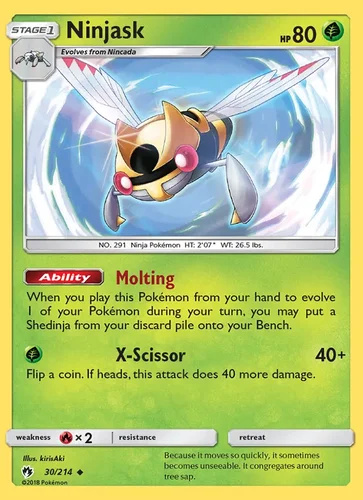 STAGE 1
Ninjask
HP 80
Evolves from Nincada
NO. 291 Ninja Pokémon HT: 2'07" WT: 26.5 lbs.
Ability Molting
When you play this Pokémon from your hand to evolve
1 of your Pokémon during your turn, you may put a
Shedinja from your discard pile onto your Bench.
X-Scissor 40+
Flip a coin. If heads, this attack does 40 more damage.
weakness × 2 resistance retreat
Illus. kirisAki
30/214
©2018 Pokémon
Because it moves so quickly, it sometimes
becomes unseeable. It congregates around
tree sap.